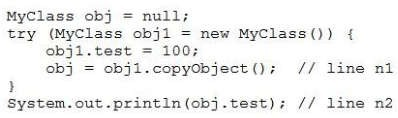 MyClass obj = null;
try (MyClass obj1 = new MyClass()) {
    obj1.test = 100;
    obj = obj1.copyObject();  // line n1
}
System.out.println(obj.test); // line n2